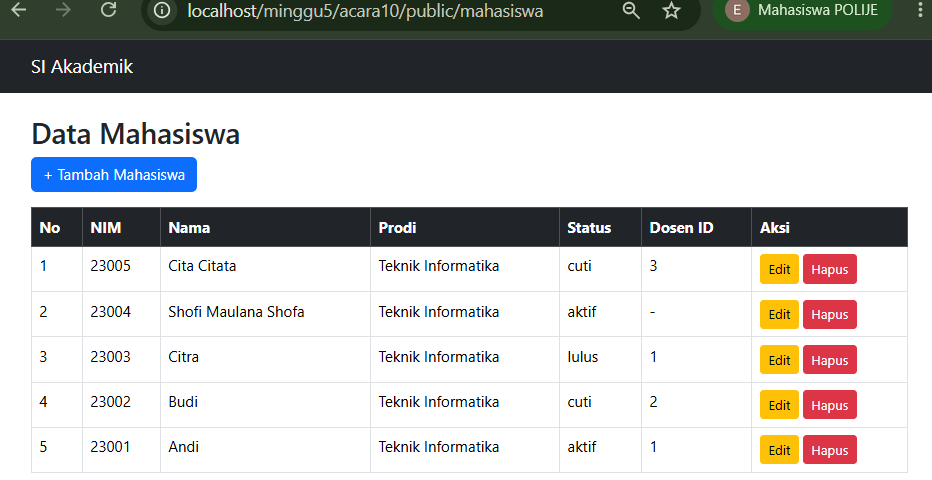 localhost/minggu5/acara10/public/mahasiswa E Mahasiswa POLIJE
SI Akademik
Data Mahasiswa
+ Tambah Mahasiswa
No NIM Nama Prodi Status Dosen ID Aksi
1 23005 Cita Citata Teknik Informatika cuti 3 Edit Hapus
2 23004 Shofi Maulana Shofa Teknik Informatika aktif - Edit Hapus
3 23003 Citra Teknik Informatika lulus 1 Edit Hapus
4 23002 Budi Teknik Informatika cuti 2 Edit Hapus
5 23001 Andi Teknik Informatika aktif 1 Edit Hapus